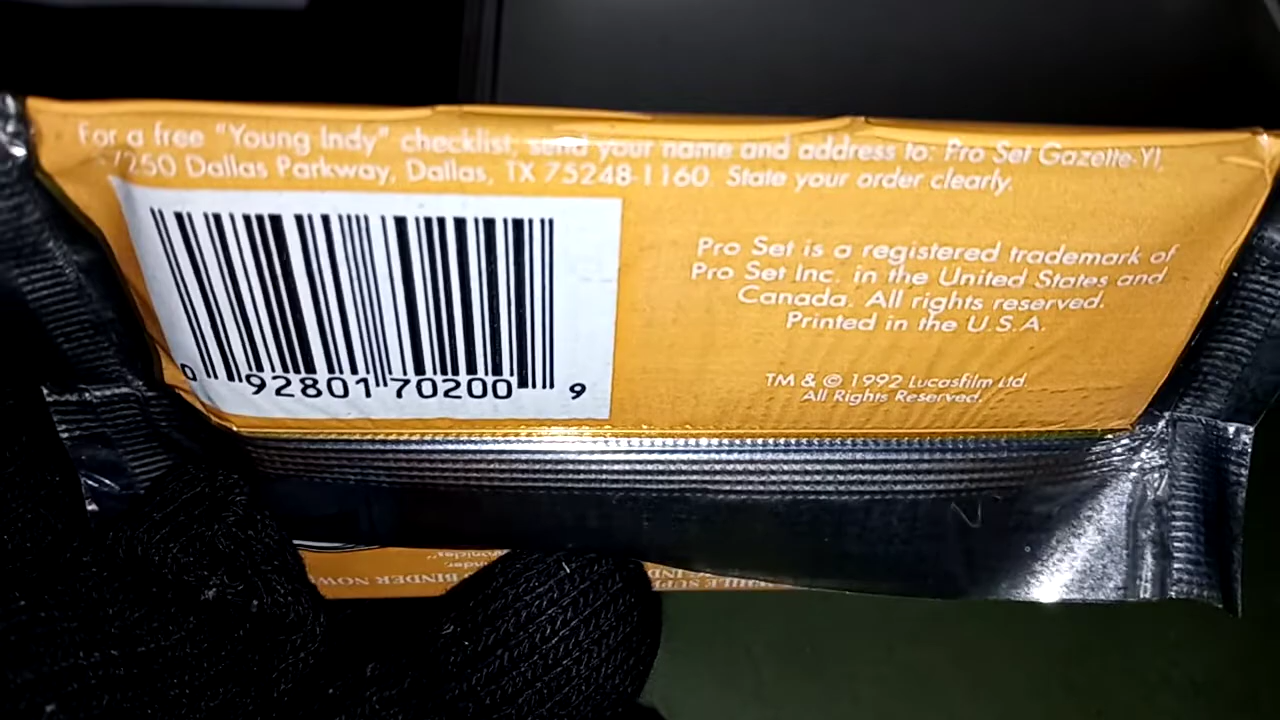 For a free "Young Indy" checklist, send your name and address to: Pro Set Gazette-YI,
17250 Dallas Parkway, Dallas, TX 75248-1160. State your order clearly.
Pro Set is a registered trademark of
Pro Set Inc. in the United States and
Canada. All rights reserved.
Printed in the U.S.A.
TM & © 1992 Lucasfilm Ltd.
All Rights Reserved.
0 92801 70200 9
BINDER NOW